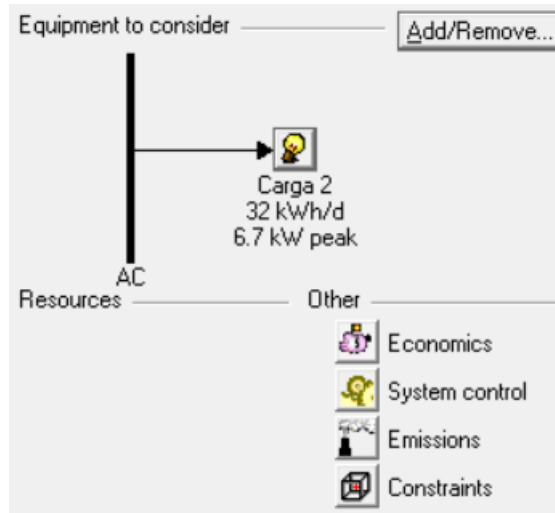 Equipment to consider
Add/Remove...
Carga 2
32 kWh/d
6.7 kW peak
AC
Resources
Other
Economics
System control
Emissions
Constraints